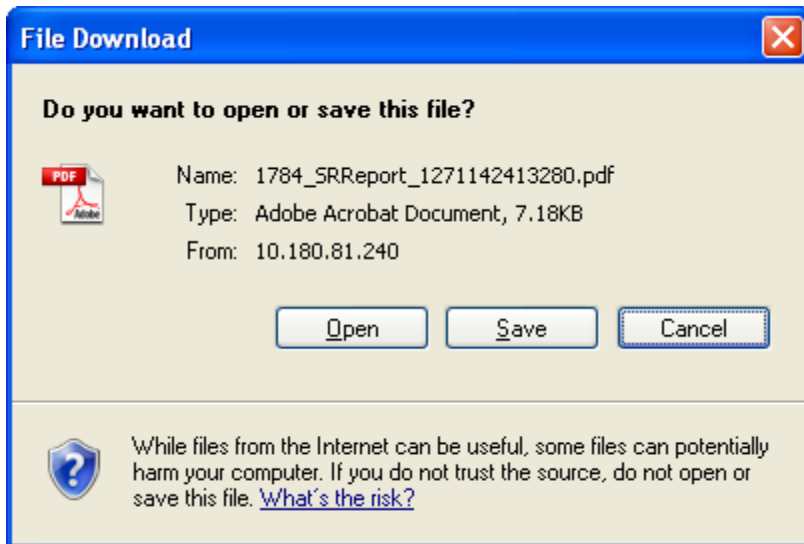 File Download
Do you want to open or save this file?
PDF
Adobe
Name: 1784_SRReport_1271142413280.pdf
Type: Adobe Acrobat Document, 7.18KB
From: 10.180.81.240
Open Save Cancel
While files from the Internet can be useful, some files can potentially
harm your computer. If you do not trust the source, do not open or
save this file. What's the risk?